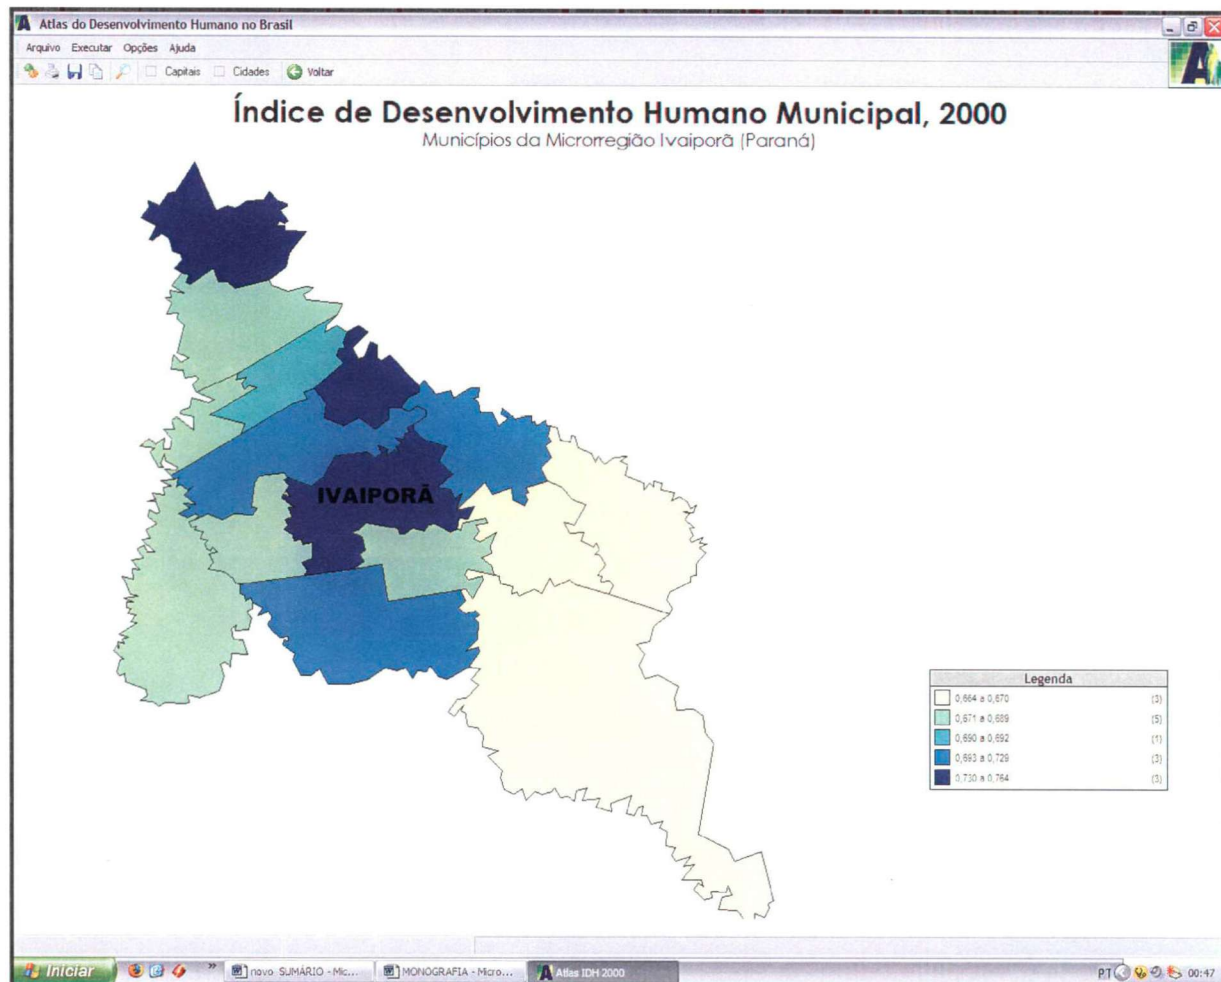 Atlas do Desenvolvimento Humano no Brasil
Arquivo Executar Opções Ajuda
Capitais Cidades Voltar
Índice de Desenvolvimento Humano Municipal, 2000
Municípios da Microrregião Ivaiporã (Paraná)
IVAIPORÃ
Legenda
0,664 a 0,670 (3)
0,671 a 0,689 (5)
0,690 a 0,692 (1)
0,693 a 0,729 (3)
0,730 a 0,764 (3)
Iniciar » novo SUMÁRIO - Mic... MONOGRAFIA - Micro... Atlas IDH 2000 PT 00:47